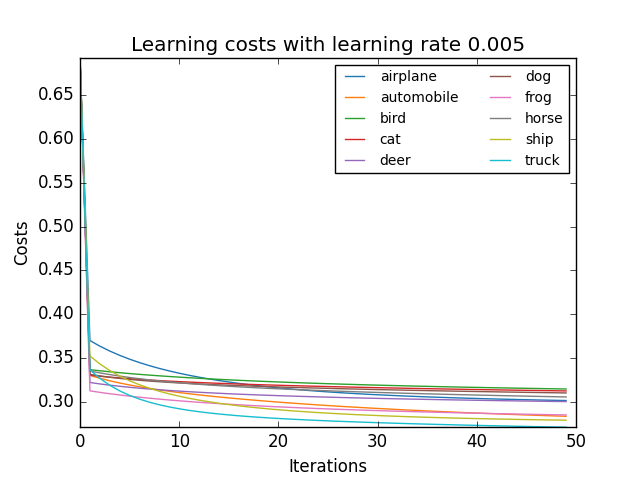 Learning costs with learning rate 0.005
airplane
automobile
bird
cat
deer
dog
frog
horse
ship
truck
Costs
0.65
0.60
0.55
0.50
0.45
0.40
0.35
0.30
0 10 20 30 40 50
Iterations